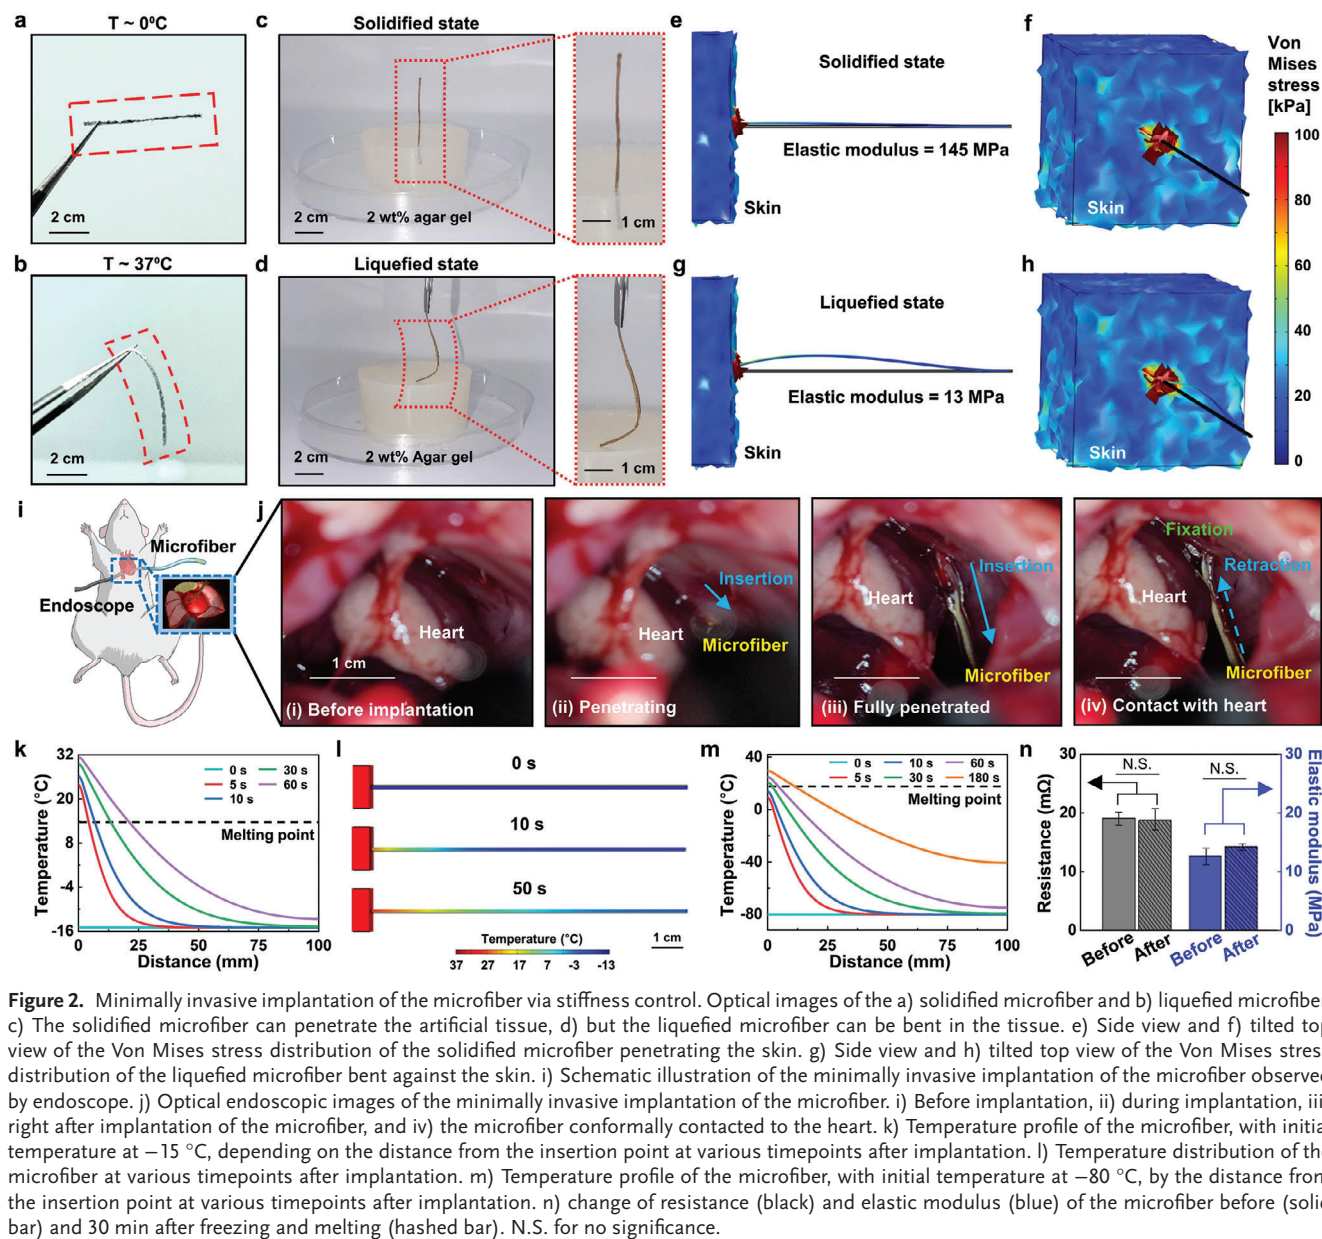 a
T ~ 0ºC
2 cm
b
T ~ 37ºC
2 cm
c
Solidified state
2 cm
2 wt% agar gel
1 cm
d
Liquefied state
2 cm
2 wt% Agar gel
1 cm
e
Solidified state
Elastic modulus = 145 MPa
Skin
f
Skin
Von
Mises
stress
[kPa]
100
80
60
40
20
0
g
Liquefied state
Elastic modulus = 13 MPa
Skin
h
Skin
i
Microfiber
Endoscope
j
Heart
1 cm
(i) Before implantation
Insertion
Heart
Microfiber
(ii) Penetrating
Insertion
Heart
Microfiber
(iii) Fully penetrated
Fixation
Retraction
Heart
Microfiber
(iv) Contact with heart
k
Temperature (°C)
32
20
8
-4
-16
0 s
30 s
5 s
60 s
10 s
Melting point
0
25
50
75
100
Distance (mm)
l
0 s
10 s
50 s
Temperature (°C)
37
27
17
7
-3
-13
1 cm
m
Temperature (°C)
40
0
-40
-80
0 s
10 s
60 s
5 s
30 s
180 s
Melting point
0
25
50
75
100
Distance (mm)
n
Resistance (mΩ)
30
20
10
0
N.S.
N.S.
30
20
10
0
Elastic modulus (MPa)
Before
After
Before
After
Figure 2. Minimally invasive implantation of the microfiber via stiffness control. Optical images of the a) solidified microfiber and b) liquefied microfiber
c) The solidified microfiber can penetrate the artificial tissue, d) but the liquefied microfiber can be bent in the tissue. e) Side view and f) tilted top
view of the Von Mises stress distribution of the solidified microfiber penetrating the skin. g) Side view and h) tilted top view of the Von Mises stres
distribution of the liquefied microfiber bent against the skin. i) Schematic illustration of the minimally invasive implantation of the microfiber observe
by endoscope. j) Optical endoscopic images of the minimally invasive implantation of the microfiber. i) Before implantation, ii) during implantation, iii
right after implantation of the microfiber, and iv) the microfiber conformally contacted to the heart. k) Temperature profile of the microfiber, with initia
temperature at −15 °C, depending on the distance from the insertion point at various timepoints after implantation. l) Temperature distribution of the
microfiber at various timepoints after implantation. m) Temperature profile of the microfiber, with initial temperature at −80 °C, by the distance from
the insertion point at various timepoints after implantation. n) change of resistance (black) and elastic modulus (blue) of the microfiber before (solid
bar) and 30 min after freezing and melting (hashed bar). N.S. for no significance.